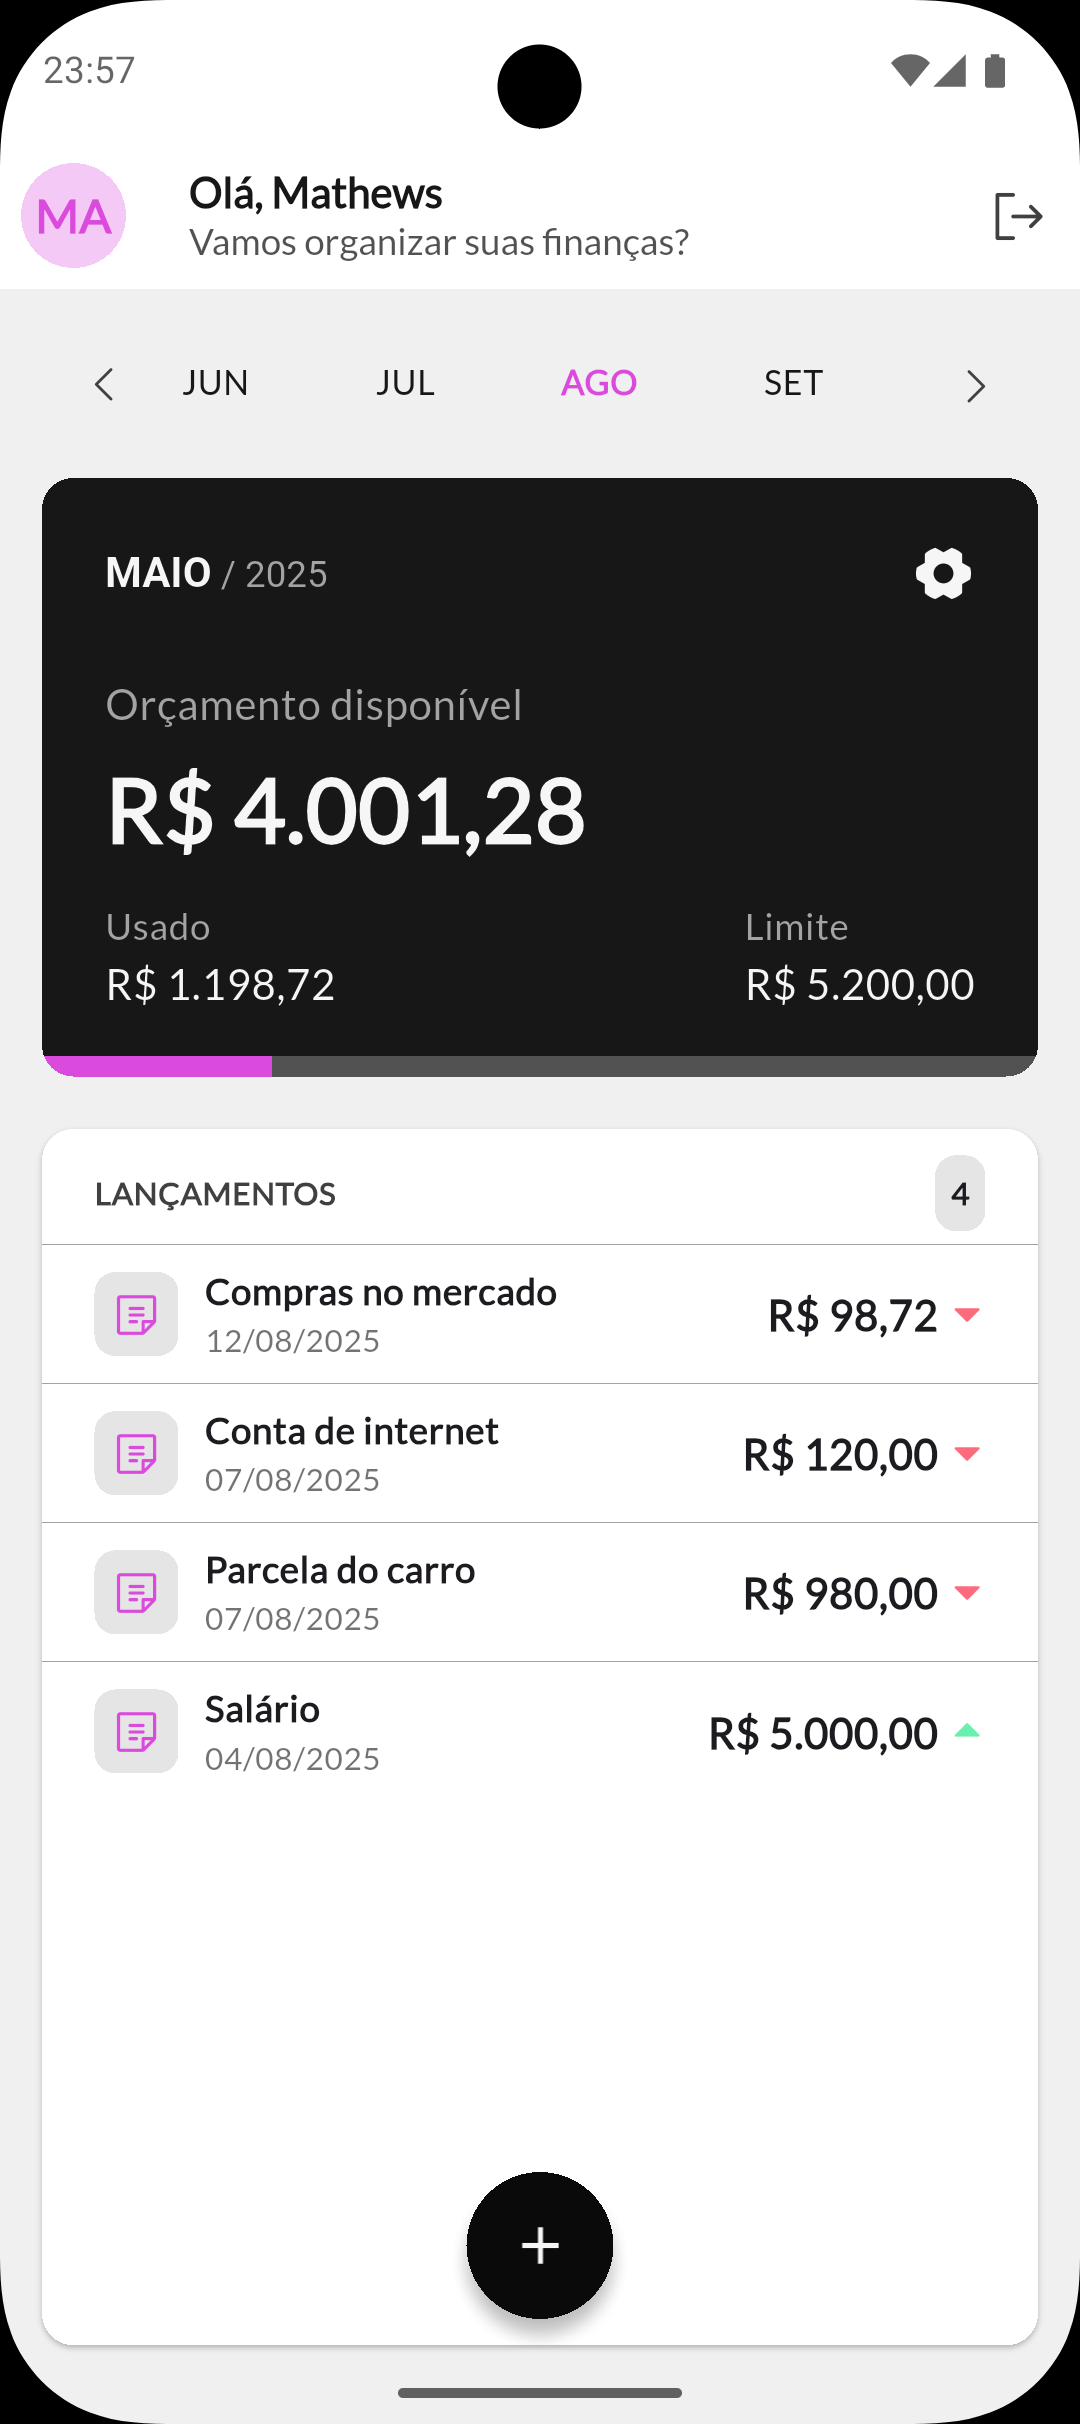 23:57
MA
Olá, Mathews
Vamos organizar suas finanças?
JUN JUL AGO SET
MAIO / 2025
Orçamento disponível
R$ 4.001,28
Usado Limite
R$ 1.198,72 R$ 5.200,00
LANÇAMENTOS 4
Compras no mercado
12/08/2025
R$ 98,72
Conta de internet
07/08/2025
R$ 120,00
Parcela do carro
07/08/2025
R$ 980,00
Salário
04/08/2025
R$ 5.000,00
+